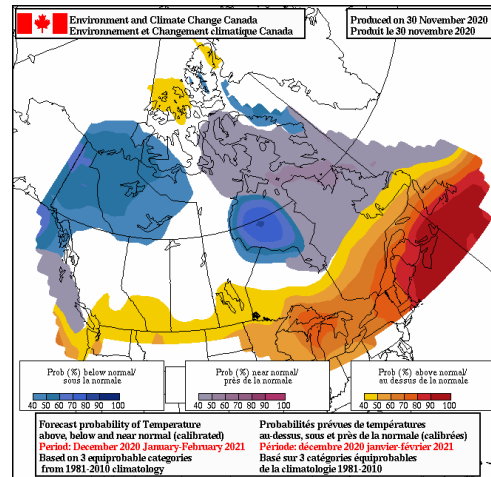 Environment and Climate Change Canada
Environnement et Changement climatique Canada
Produced on 30 November 2020
Produit le 30 novembre 2020
Prob (%) below normal/
sous la normale
40 50 60 70 80 90 100
Prob (%) near normal/
près de la normale
40 50 60 70 80 90 100
Prob (%) above normal/
au dessus de la normale
40 50 60 70 80 90 100
Forecast probability of Temperature
above, below and near normal (calibrated)
Period: December 2020 January-February 2021
Based on 3 equiprobable categories
from 1981-2010 climatology
Probabilités prévues de températures
au-dessus, sous et près de la normale (calibrées)
Période: décembre 2020 janvier-février 2021
Basé sur 3 catégories équiprobables
de la climatologie 1981-2010